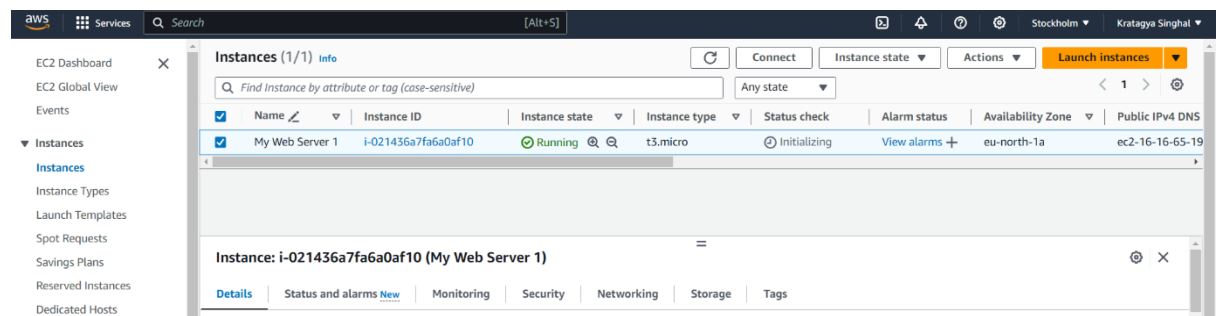 aws Services Search [Alt+S] Stockholm ▼ Kratagya Singhal ▼
EC2 Dashboard
EC2 Global View
Events
▼ Instances
Instances
Instance Types
Launch Templates
Spot Requests
Savings Plans
Reserved Instances
Dedicated Hosts
Instances (1/1) Info Connect Instance state ▼ Actions ▼ Launch instances ▼
Find Instance by attribute or tag (case-sensitive) Any state ▼ < 1 >
Name Instance ID Instance state Instance type Status check Alarm status Availability Zone Public IPv4 DNS
My Web Server 1 i-021436a7fa6a0af10 Running t3.micro Initializing View alarms + eu-north-1a ec2-16-16-65-19
Instance: i-021436a7fa6a0af10 (My Web Server 1)
Details Status and alarms New Monitoring Security Networking Storage Tags